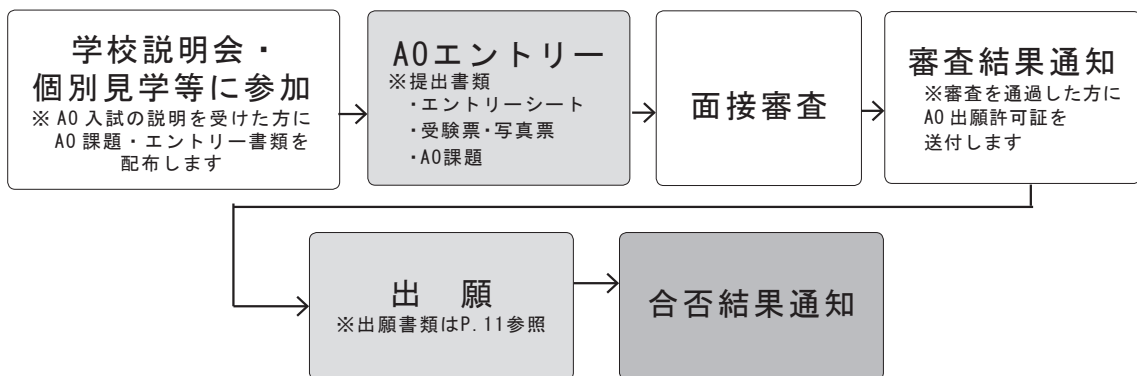 学校説明会・
個別見学等に参加
※AO入試の説明を受けた方に
AO課題・エントリー書類を
配布します
AOエントリー
※提出書類
・エントリーシート
・受験票・写真票
・AO課題
面接審査
審査結果通知
※審査を通過した方に
AO出願許可証を
送付します
出　願
※出願書類はP.11参照
合否結果通知